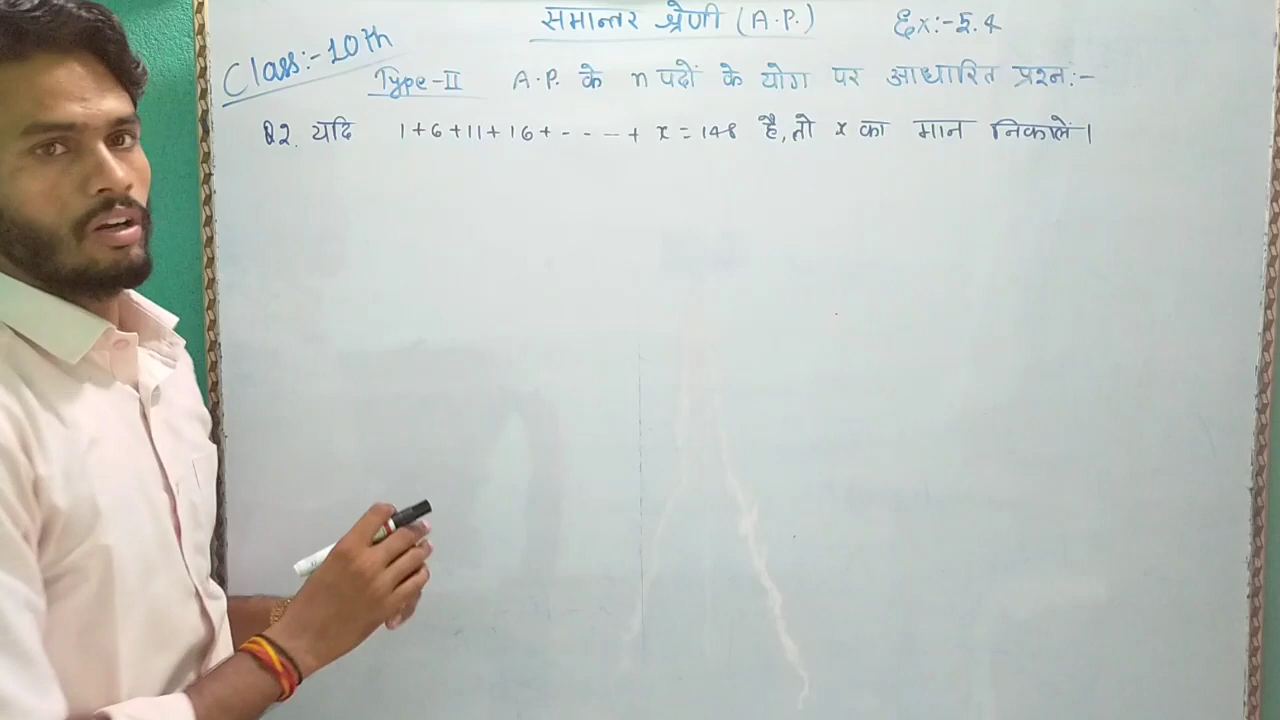 समान्तर श्रेणी (A.P.) Ex:-5.4
Class:-10th
Type-II A.P. के n पदों के योग पर आधारित प्रश्न:-
Q2. यदि 1+6+11+16+----+ x = 148 है, तो x का मान निकालें।